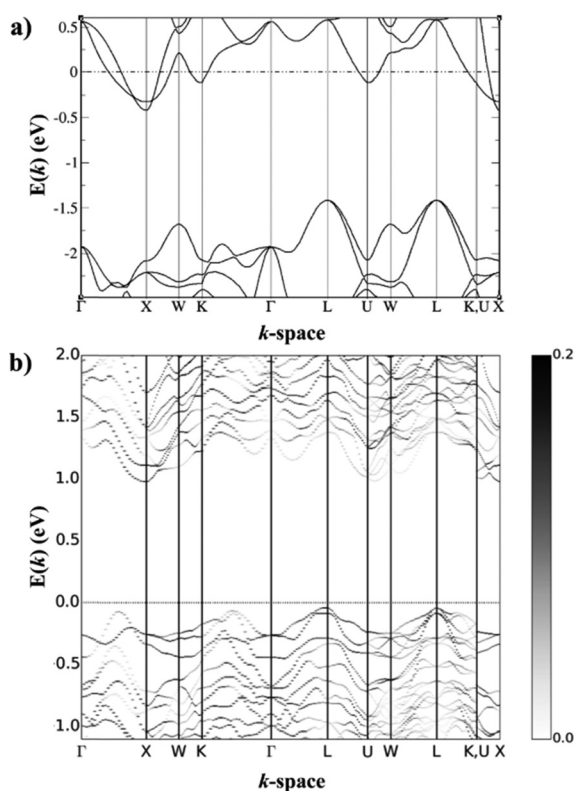 a)
E(k) (eV)
0.5
0
-0.5
-1
-1.5
-2
Γ X W K Γ L U W L K,U X
k-space
b)
E(k) (eV)
2.0
1.5
1.0
0.5
0.0
0.5
1.0
Γ X W K Γ L U W L K,U X
k-space
0.2
0.0